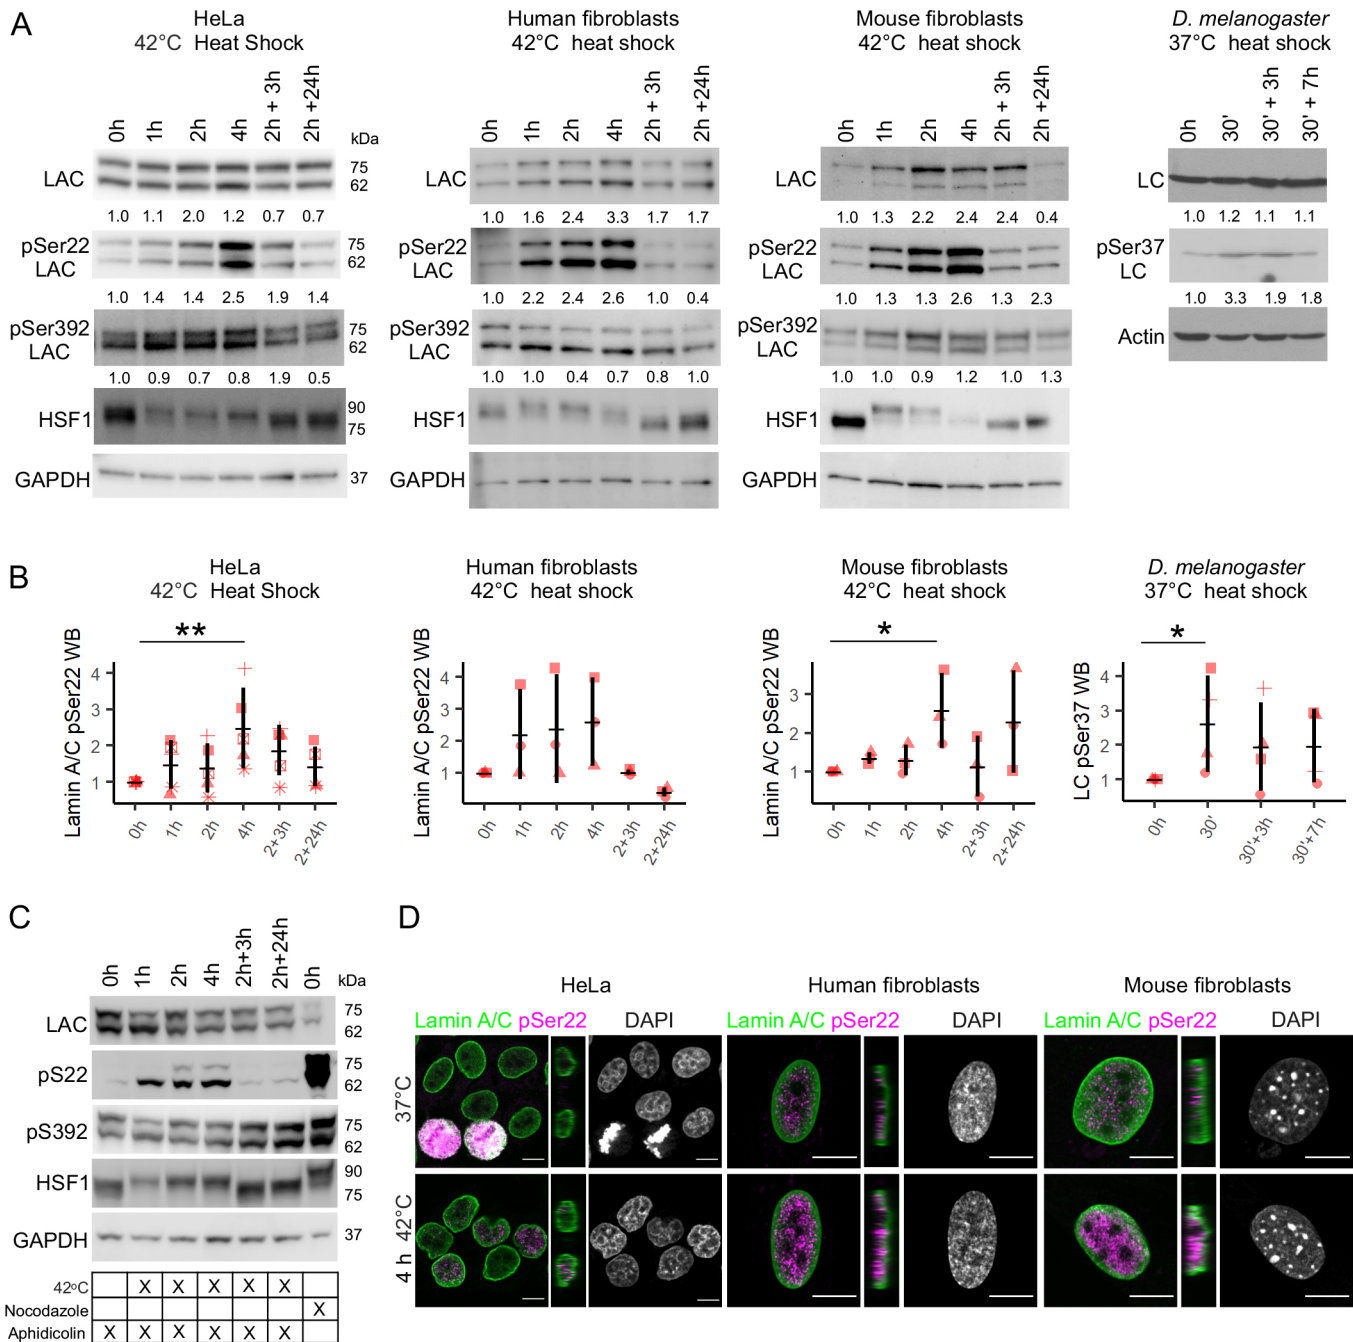 A
HeLa
42°C Heat Shock
0h 1h 2h 4h 2h + 3h 2h +24h
kDa
LAC
75
62
1.0 1.1 2.0 1.2 0.7 0.7
pSer22
LAC
75
62
1.0 1.4 1.4 2.5 1.9 1.4
pSer392
LAC
75
62
1.0 0.9 0.7 0.8 1.9 0.5
HSF1
90
75
GAPDH
37
Human fibroblasts
42°C heat shock
0h 1h 2h 4h 2h + 3h 2h +24h
LAC
1.0 1.6 2.4 3.3 1.7 1.7
pSer22
LAC
1.0 2.2 2.4 2.6 1.0 0.4
pSer392
LAC
1.0 1.0 0.4 0.7 0.8 1.0
HSF1
GAPDH
Mouse fibroblasts
42°C heat shock
0h 1h 2h 4h 2h + 3h 2h +24h
LAC
1.0 1.3 2.2 2.4 2.4 0.4
pSer22
LAC
1.0 1.3 1.3 2.6 1.3 2.3
pSer392
LAC
1.0 1.0 0.9 1.2 1.0 1.3
HSF1
GAPDH
D. melanogaster
37°C heat shock
0h 30' 30' + 3h 30' + 7h
LC
1.0 1.2 1.1 1.1
pSer37
LC
1.0 3.3 1.9 1.8
Actin
B
HeLa
42°C Heat Shock
**
Lamin A/C pSer22 WB
4
3
2
1
0h 1h 2h 4h 2+3h 2+24h
Human fibroblasts
42°C heat shock
Lamin A/C pSer22 WB
4
3
2
1
0h 1h 2h 4h 2+3h 2+24h
Mouse fibroblasts
42°C heat shock
*
Lamin A/C pSer22 WB
3
2
1
0h 1h 2h 4h 2+3h 2+24h
D. melanogaster
37°C heat shock
*
LC pSer37 WB
4
3
2
1
0h 30' 30'+3h 30'+7h
C
0h 1h 2h 4h 2h+3h 2h+24h 0h
kDa
LAC
75
62
pS22
75
62
pS392
75
62
HSF1
90
75
GAPDH
37
42°C X X X X X
Nocodazole X
Aphidicolin X X X X X X
D
HeLa Human fibroblasts Mouse fibroblasts
Lamin A/C pSer22 DAPI Lamin A/C pSer22 DAPI Lamin A/C pSer22 DAPI
37°C
4 h 42°C